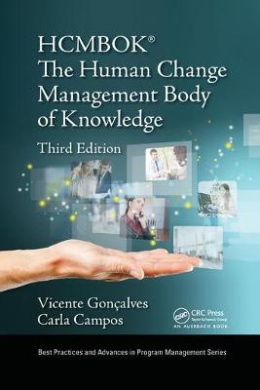 HCMBOK®
The Human Change
Management Body
of Knowledge
Third Edition
Vicente Gonçalves
Carla Campos
CRC Press
Taylor & Francis Group
AN AUERBACH BOOK
Best Practices and Advances in Program Management Series